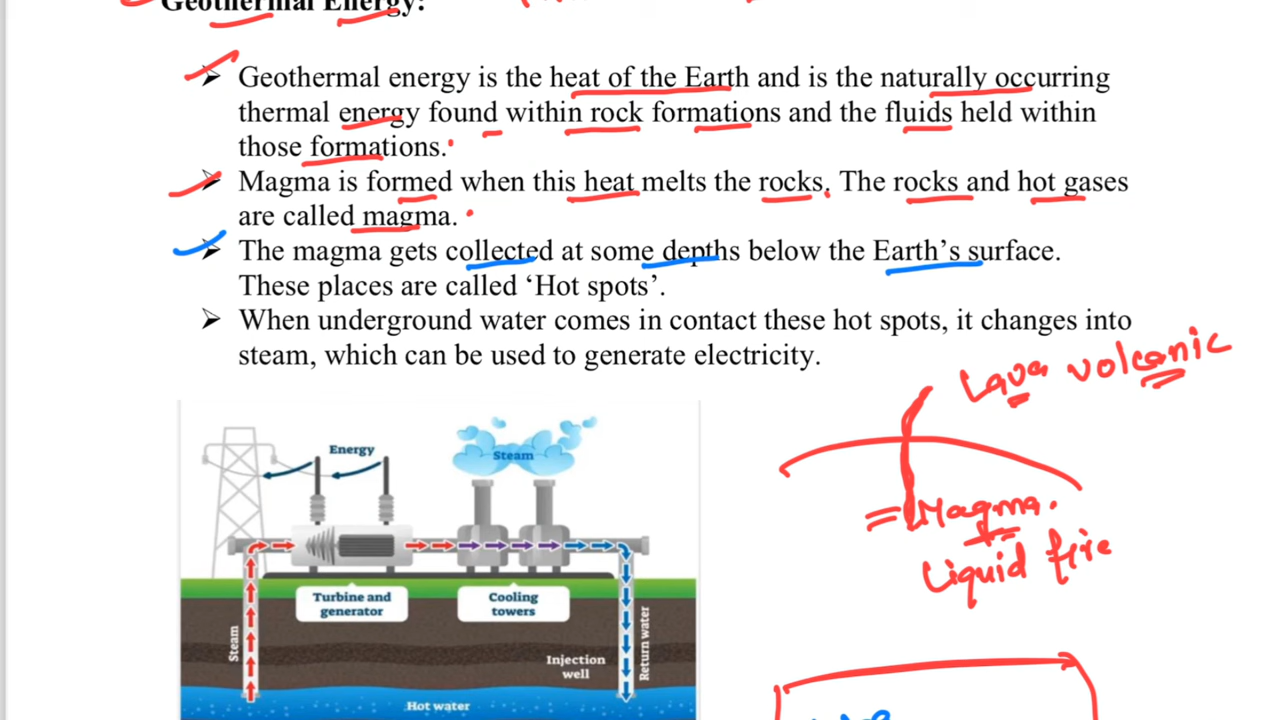 Geothermal Energy:
➢ Geothermal energy is the heat of the Earth and is the naturally occurring
thermal energy found within rock formations and the fluids held within
those formations.
➢ Magma is formed when this heat melts the rocks. The rocks and hot gases
are called magma.
➢ The magma gets collected at some depths below the Earth’s surface.
These places are called ‘Hot spots’.
➢ When underground water comes in contact these hot spots, it changes into
steam, which can be used to generate electricity.
Lava volcanic
Magma.
Liquid fire
Energy
Steam
Turbine and
generator
Cooling
towers
Steam
Injection
well
Return water
Hot water